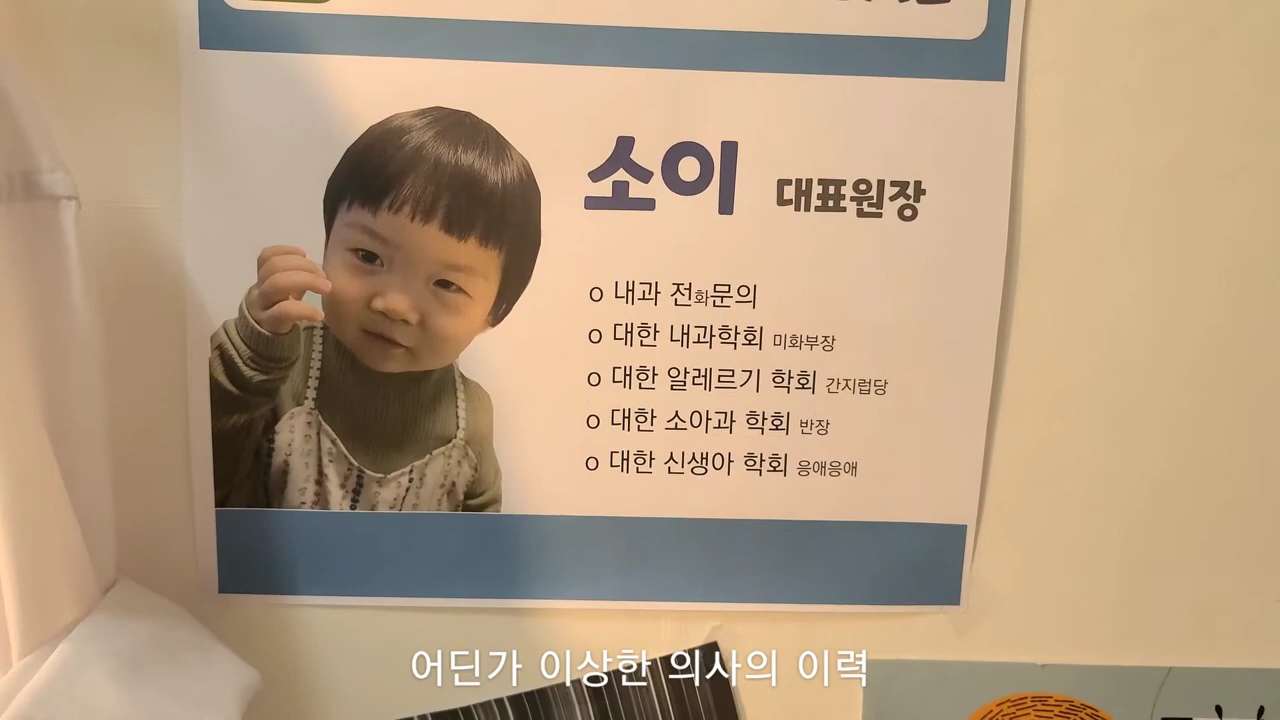 소이 대표원장
o 내과 전화문의
o 대한 내과학회 미화부장
o 대한 알레르기 학회 간지럽당
o 대한 소아과 학회 반장
o 대한 신생아 학회 응애응애
어딘가 이상한 의사의 이력